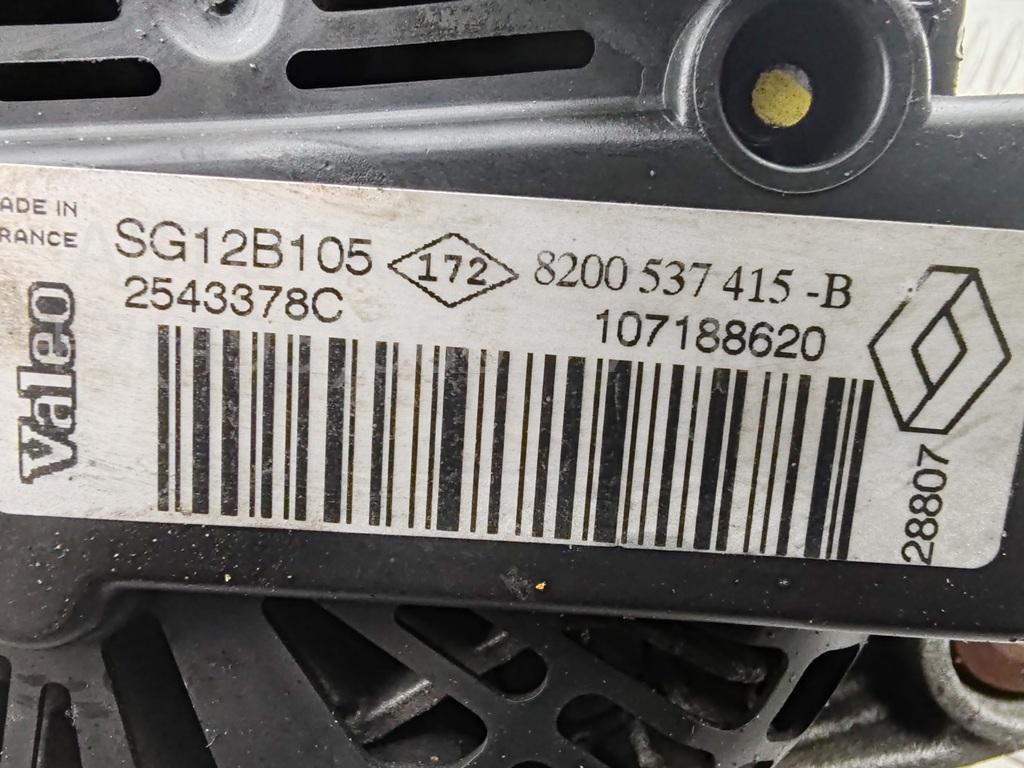 ADE IN
RANCE
Valeo
SG12B105 172 8200 537 415 -B
2543378C
107188620
28807